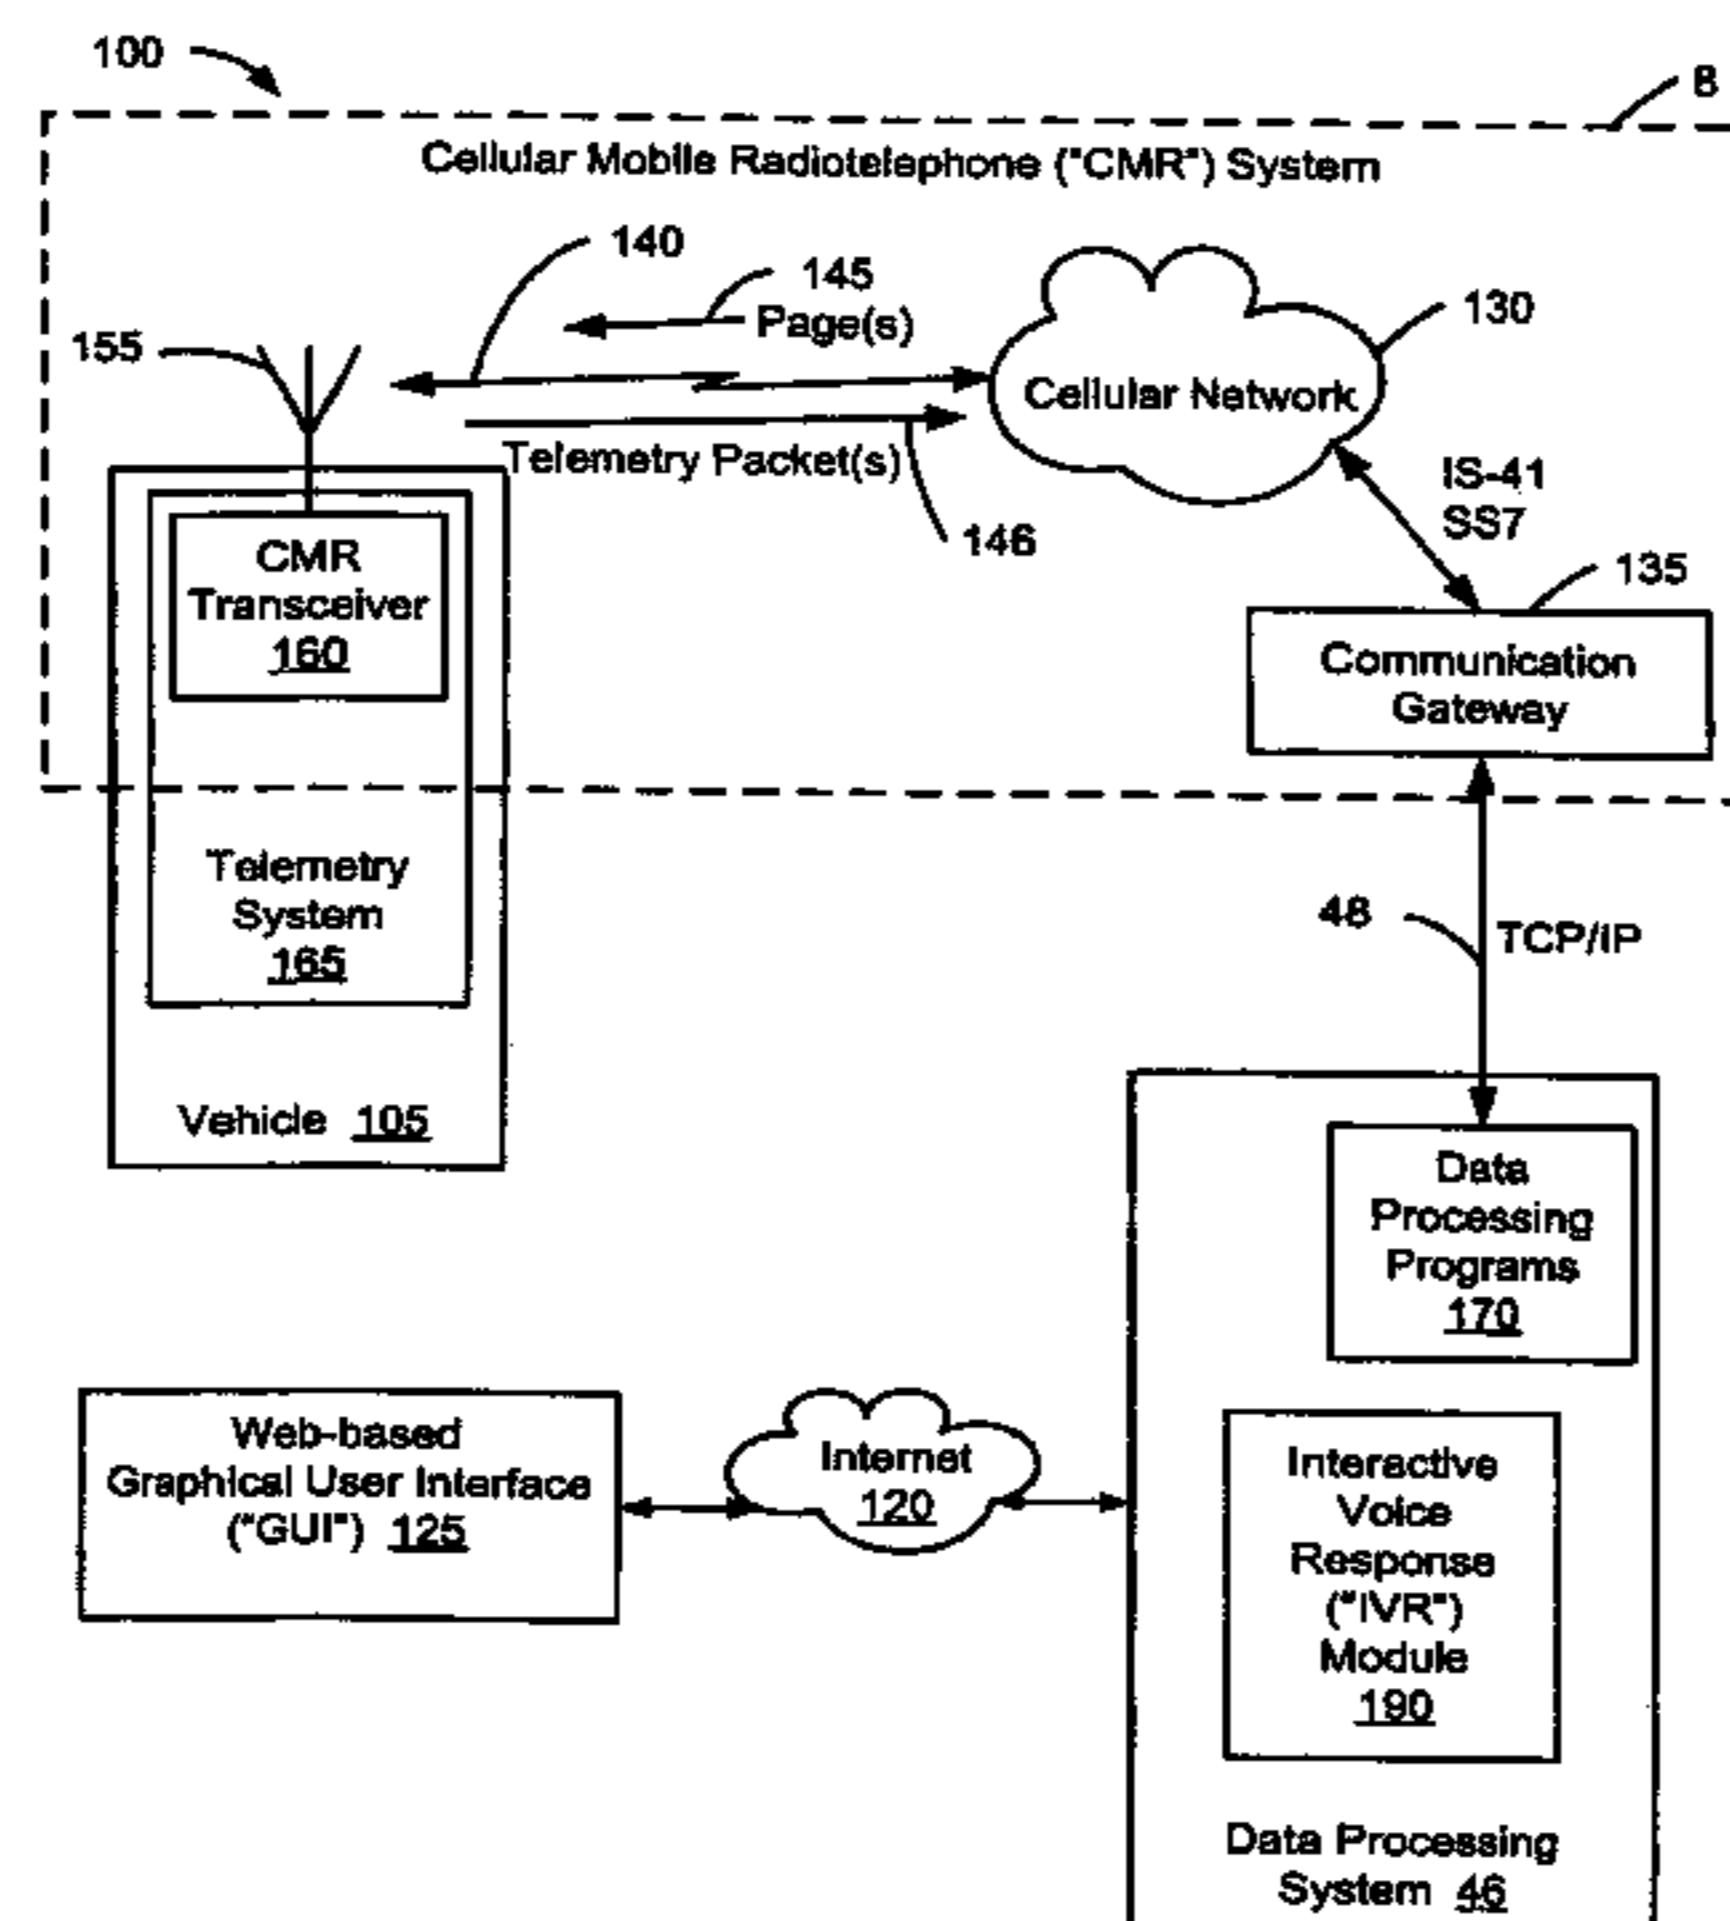 100
8
Cellular Mobile Radiotelephone ("CMR") System
140
145
Page(s)
130
155
Cellular Network
Telemetry Packet(s)
146
IS-41
SS7
135
CMR
Transceiver
160
Communication
Gateway
Telemetry
System
165
48
TCP/IP
Vehicle 105
Data
Processing
Programs
170
Web-based
Graphical User Interface
("GUI") 125
Internet
120
Interactive
Voice
Response
("IVR")
Module
190
Data Processing
System 46